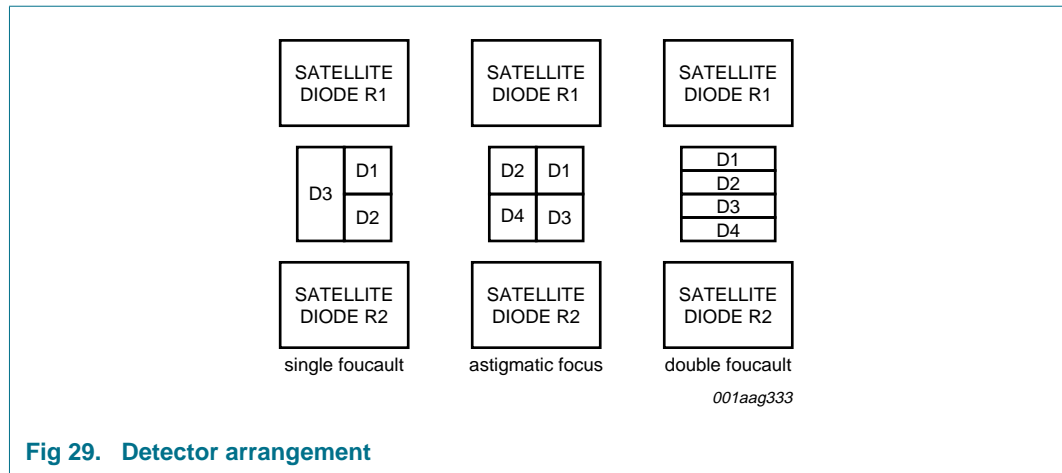 SATELLITE
DIODE R1
SATELLITE
DIODE R1
SATELLITE
DIODE R1
D3
D1
D2
D2
D1
D4
D3
D1
D2
D3
D4
SATELLITE
DIODE R2
SATELLITE
DIODE R2
SATELLITE
DIODE R2
single foucault
astigmatic focus
double foucault
001aag333
Fig 29. Detector arrangement